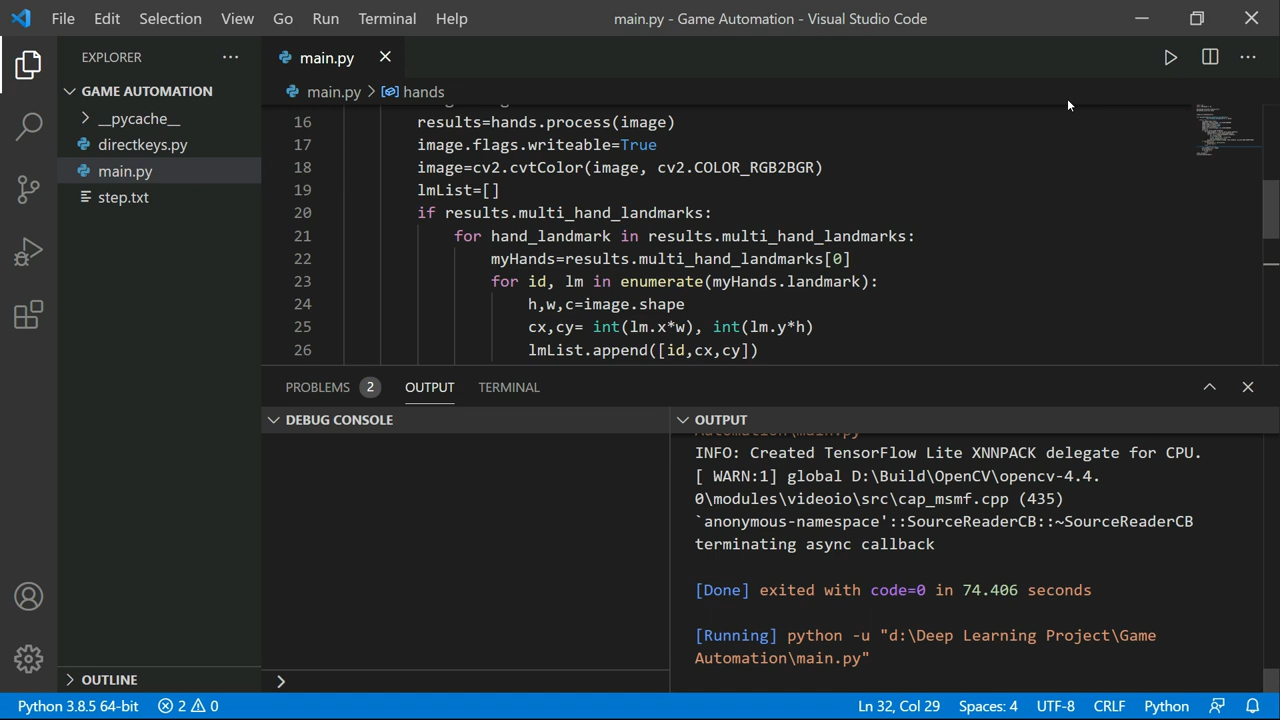 File Edit Selection View Go Run Terminal Help main.py - Game Automation - Visual Studio Code
EXPLORER
GAME AUTOMATION
__pycache__
directkeys.py
main.py
step.txt
OUTLINE
main.py
main.py > hands
16 results=hands.process(image)
17 image.flags.writeable=True
18 image=cv2.cvtColor(image, cv2.COLOR_RGB2BGR)
19 lmList=[]
20 if results.multi_hand_landmarks:
21 for hand_landmark in results.multi_hand_landmarks:
22 myHands=results.multi_hand_landmarks[0]
23 for id, lm in enumerate(myHands.landmark):
24 h,w,c=image.shape
25 cx,cy= int(lm.x*w), int(lm.y*h)
26 lmList.append([id,cx,cy])
PROBLEMS 2 OUTPUT TERMINAL
DEBUG CONSOLE
OUTPUT
Automation\main.py"
INFO: Created TensorFlow Lite XNNPACK delegate for CPU.
[ WARN:1] global D:\Build\OpenCV\opencv-4.4.
0\modules\videoio\src\cap_msmf.cpp (435)
`anonymous-namespace'::SourceReaderCB::~SourceReaderCB
terminating async callback
[Done] exited with code=0 in 74.406 seconds
[Running] python -u "d:\Deep Learning Project\Game
Automation\main.py"
Python 3.8.5 64-bit 2 0 Ln 32, Col 29 Spaces: 4 UTF-8 CRLF Python